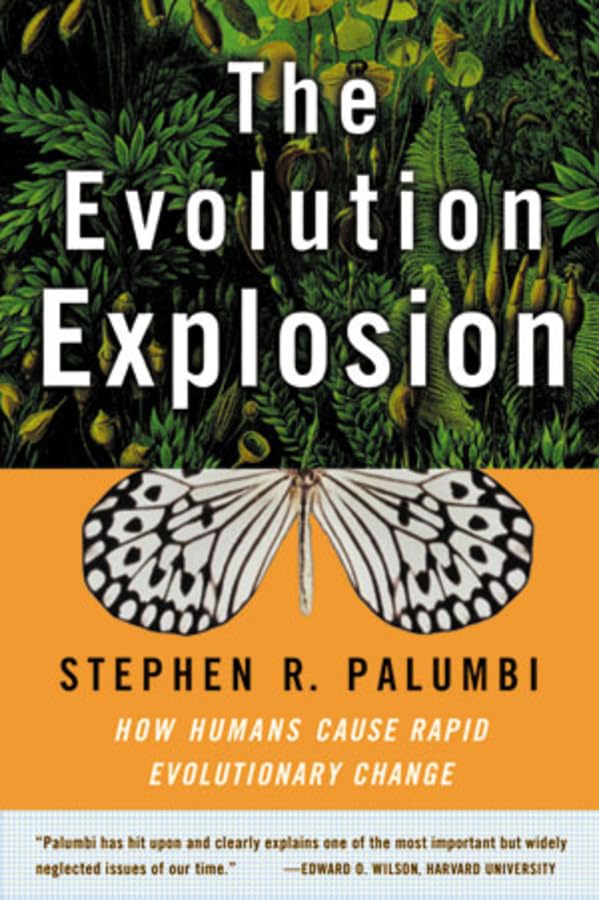 The
Evolution
Explosion
STEPHEN R. PALUMBI
HOW HUMANS CAUSE RAPID
EVOLUTIONARY CHANGE
"Palumbi has hit upon and clearly explains one of the most important but widely
neglected issues of our time." —EDWARD O. WILSON, HARVARD UNIVERSITY